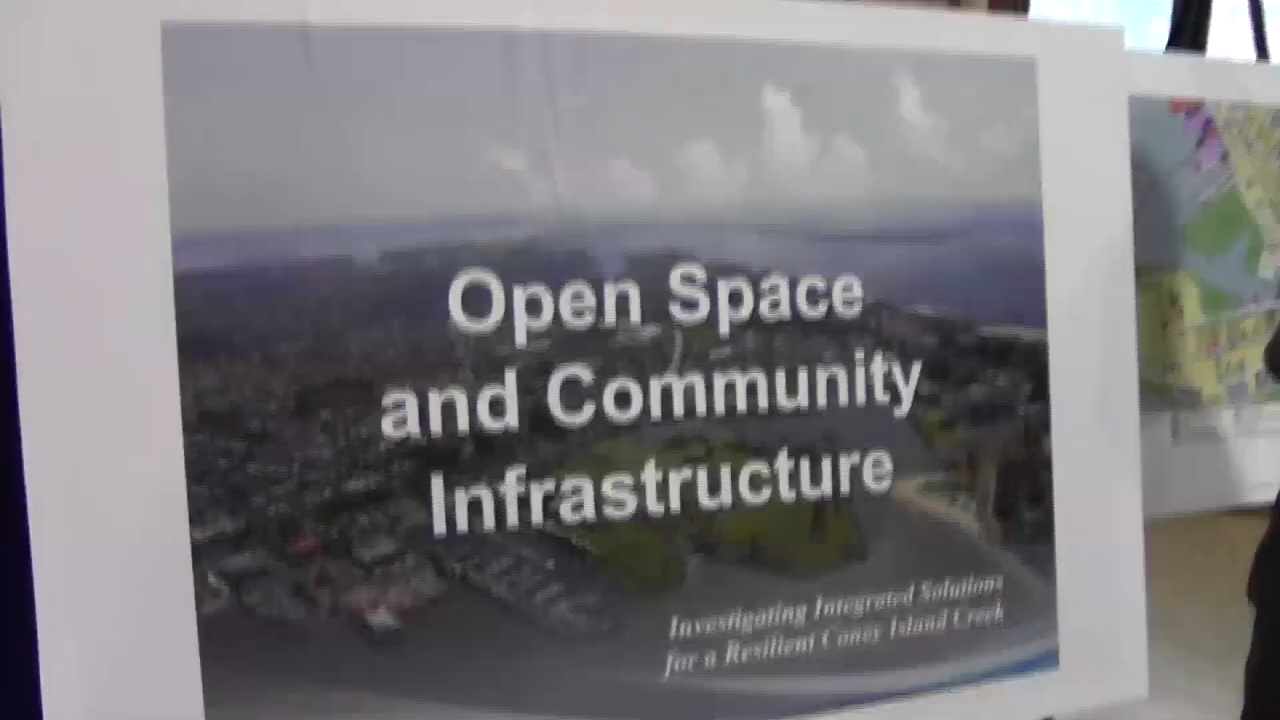 Open Space
and Community
Infrastructure
Investigating Integrated Solutions
for a Resilient Coney Island Creek